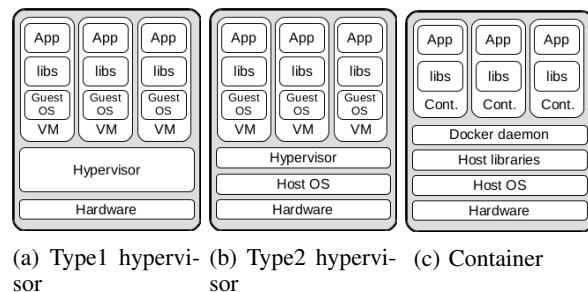 App App App
libs libs libs
Guest OS Guest OS Guest OS
VM VM VM
Hypervisor
Hardware
(a) Type1 hypervi-
sor
App App App
libs libs libs
Guest OS Guest OS Guest OS
VM VM VM
Hypervisor
Host OS
Hardware
(b) Type2 hypervi-
sor
App App App
libs libs libs
Cont. Cont. Cont.
Docker daemon
Host libraries
Host OS
Hardware
(c) Container